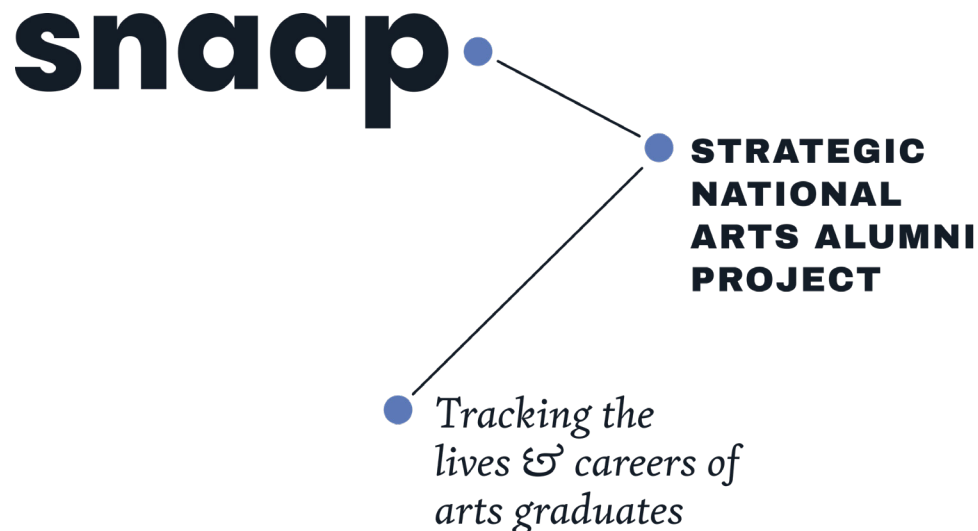 snaap
STRATEGIC
NATIONAL
ARTS ALUMNI
PROJECT
Tracking the
lives & careers of
arts graduates